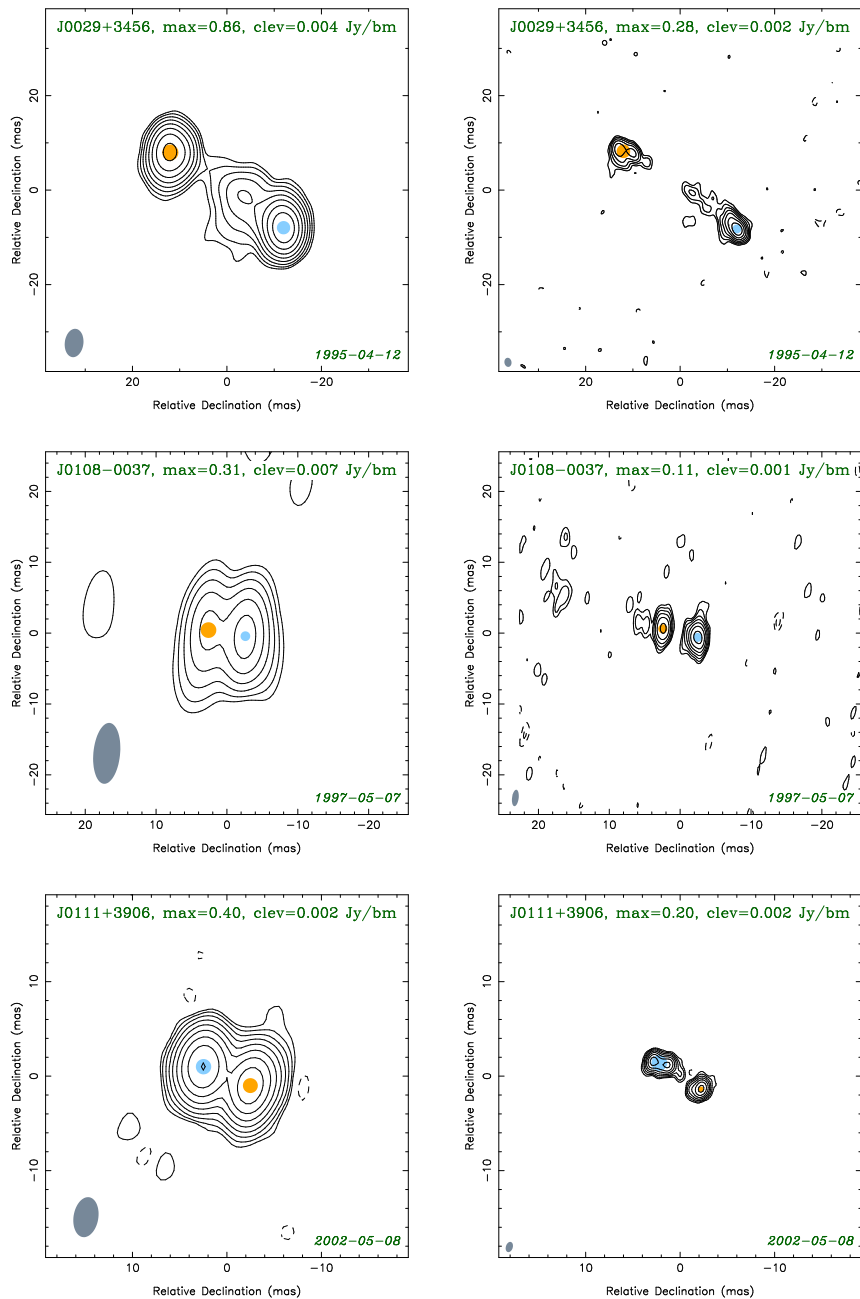 J0029+3456, max=0.86, clev=0.004 Jy/bm
Relative Declination (mas)
20
0
−20
1995−04−12
20
0
−20
Relative Declination (mas)
J0029+3456, max=0.28, clev=0.002 Jy/bm
Relative Declination (mas)
20
0
−20
1995−04−12
20
0
−20
Relative Declination (mas)
J0108−0037, max=0.31, clev=0.007 Jy/bm
Relative Declination (mas)
20
10
0
−10
−20
1997−05−07
20
10
0
−10
−20
Relative Declination (mas)
J0108−0037, max=0.11, clev=0.001 Jy/bm
Relative Declination (mas)
20
10
0
−10
−20
1997−05−07
20
10
0
−10
−20
Relative Declination (mas)
J0111+3906, max=0.40, clev=0.002 Jy/bm
Relative Declination (mas)
10
0
−10
2002−05−08
10
0
−10
Relative Declination (mas)
J0111+3906, max=0.20, clev=0.002 Jy/bm
Relative Declination (mas)
10
0
−10
2002−05−08
10
0
−10
Relative Declination (mas)